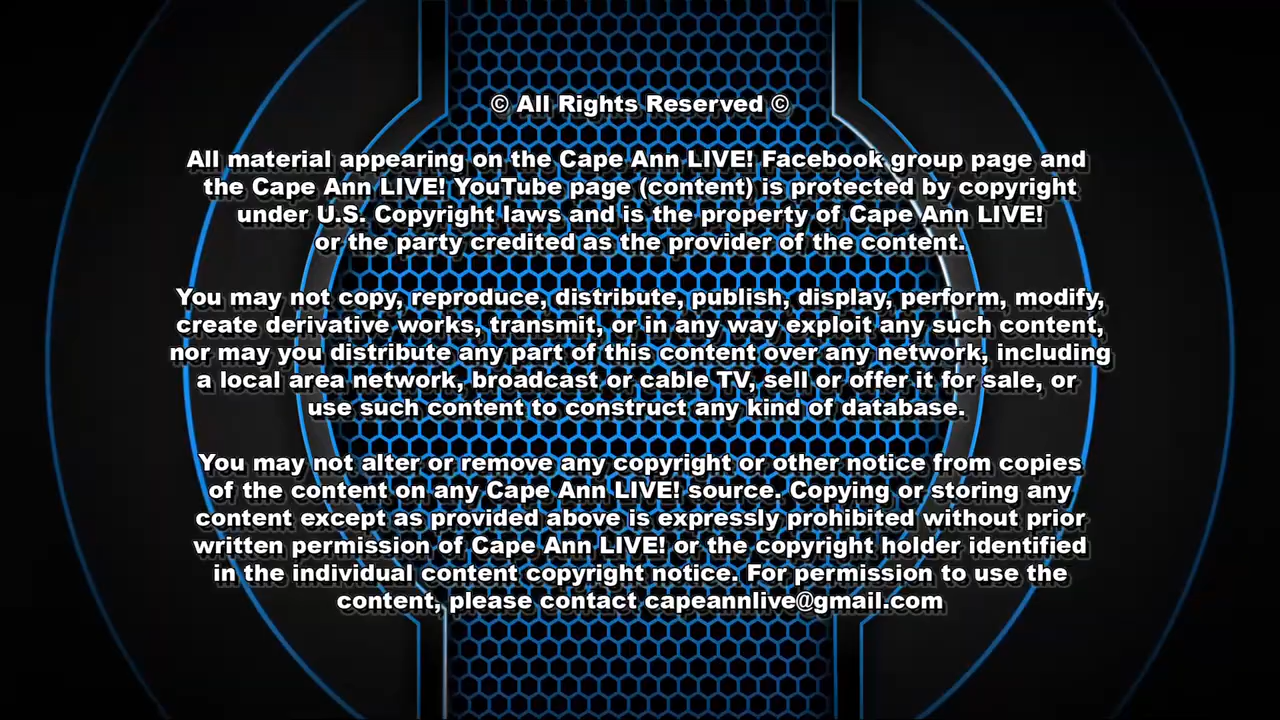 © All Rights Reserved ©
All material appearing on the Cape Ann LIVE! Facebook group page and
the Cape Ann LIVE! YouTube page (content) is protected by copyright
under U.S. Copyright laws and is the property of Cape Ann LIVE!
or the party credited as the provider of the content.
You may not copy, reproduce, distribute, publish, display, perform, modify,
create derivative works, transmit, or in any way exploit any such content,
nor may you distribute any part of this content over any network, including
a local area network, broadcast or cable TV, sell or offer it for sale, or
use such content to construct any kind of database.
You may not alter or remove any copyright or other notice from copies
of the content on any Cape Ann LIVE! source. Copying or storing any
content except as provided above is expressly prohibited without prior
written permission of Cape Ann LIVE! or the copyright holder identified
in the individual content copyright notice. For permission to use the
content, please contact capeannlive@gmail.com